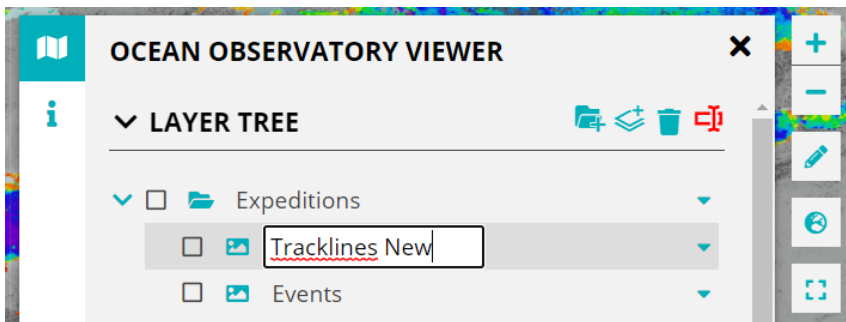 OCEAN OBSERVATORY VIEWER
LAYER TREE
Expeditions
Tracklines New
Events